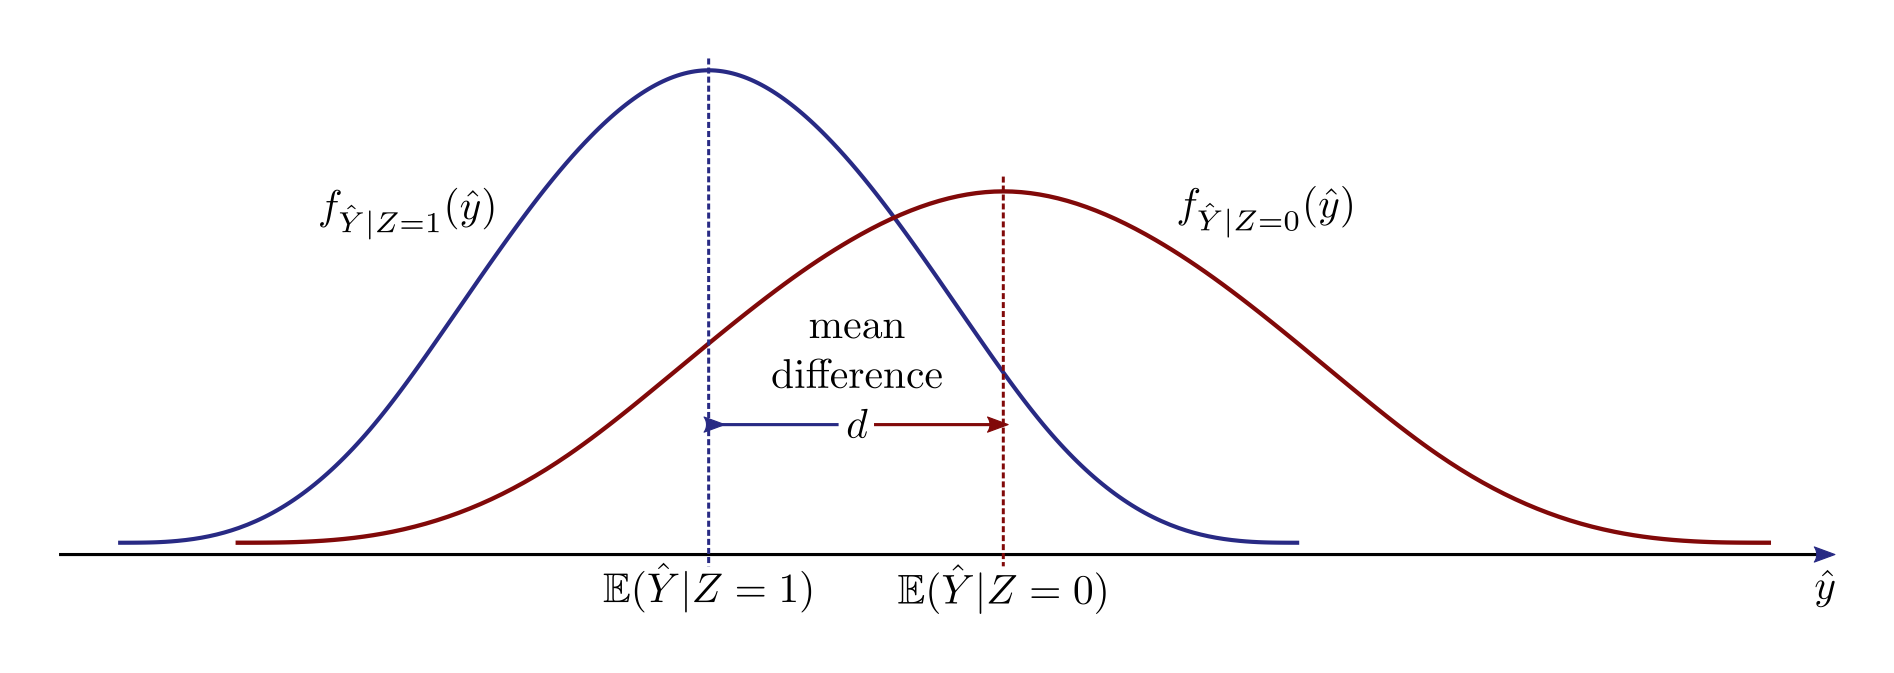 f_{Ŷ|Z=1}(ŷ)
f_{Ŷ|Z=0}(ŷ)
mean
difference
d
𝔼(Ŷ|Z = 1)
𝔼(Ŷ|Z = 0)
ŷ